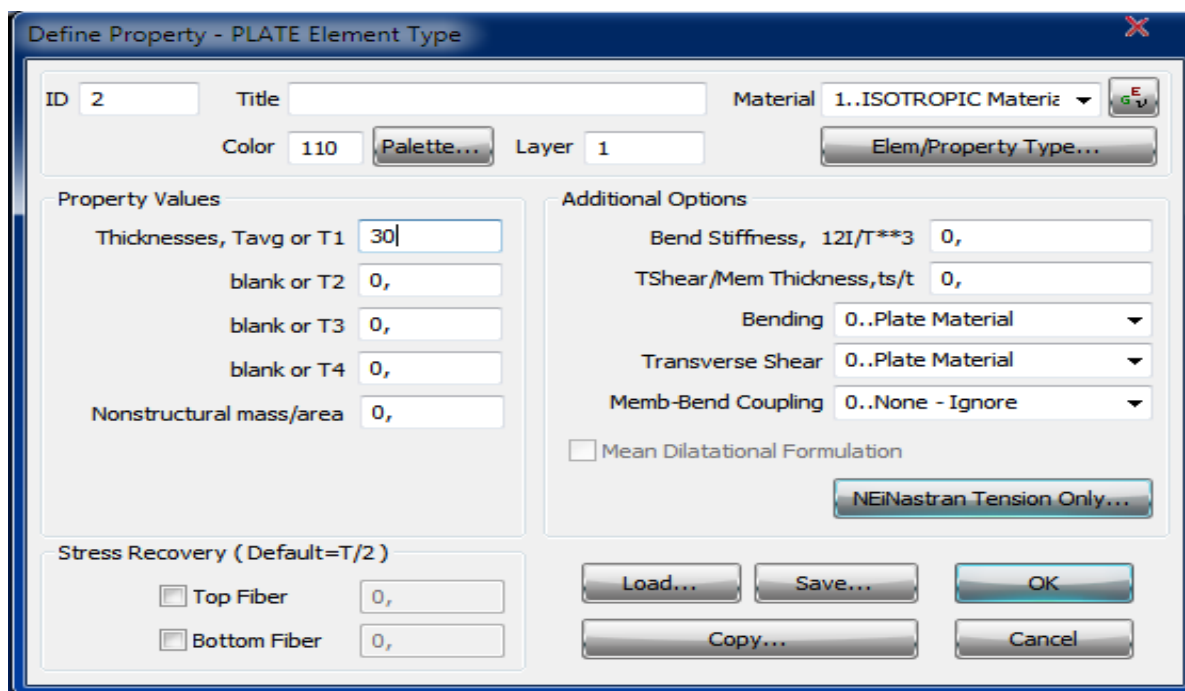 Define Property - PLATE Element Type
ID 2 Title Material 1..ISOTROPIC Materia
G E ν
Color 110 Palette... Layer 1 Elem/Property Type...
Property Values
Thicknesses, Tavg or T1 30
blank or T2 0,
blank or T3 0,
blank or T4 0,
Nonstructural mass/area 0,
Additional Options
Bend Stiffness, 12I/T**3 0,
TShear/Mem Thickness,ts/t 0,
Bending 0..Plate Material
Transverse Shear 0..Plate Material
Memb-Bend Coupling 0..None - Ignore
Mean Dilatational Formulation
NEiNastran Tension Only...
Stress Recovery ( Default=T/2 )
Top Fiber 0,
Bottom Fiber 0,
Load... Save... OK
Copy... Cancel